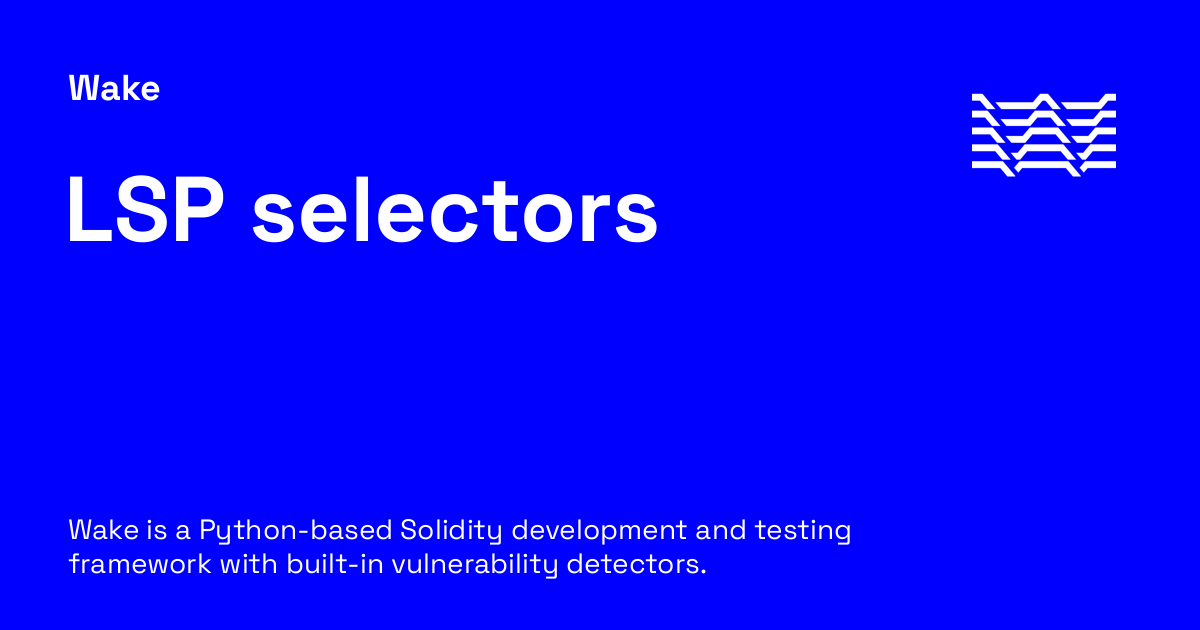 Wake
LSP selectors
Wake is a Python-based Solidity development and testing
framework with built-in vulnerability detectors.